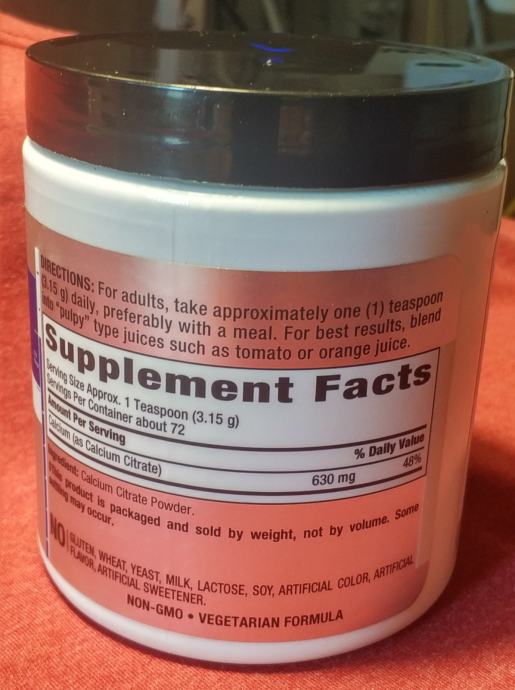 DIRECTIONS: For adults, take approximately one (1) teaspoon
(3.15 g) daily, preferably with a meal. For best results, blend
into "pulpy" type juices such as tomato or orange juice.
Supplement Facts
Serving Size Approx. 1 Teaspoon (3.15 g)
Servings Per Container about 72
Amount Per Serving % Daily Value
Calcium (as Calcium Citrate) 630 mg 48%
Ingredient: Calcium Citrate Powder.
this product is packaged and sold by weight, not by volume. Some
may occur.
NO GLUTEN, WHEAT, YEAST, MILK, LACTOSE, SOY, ARTIFICIAL COLOR, ARTIFICIAL
FLAVOR, ARTIFICIAL SWEETENER.
NON-GMO • VEGETARIAN FORMULA